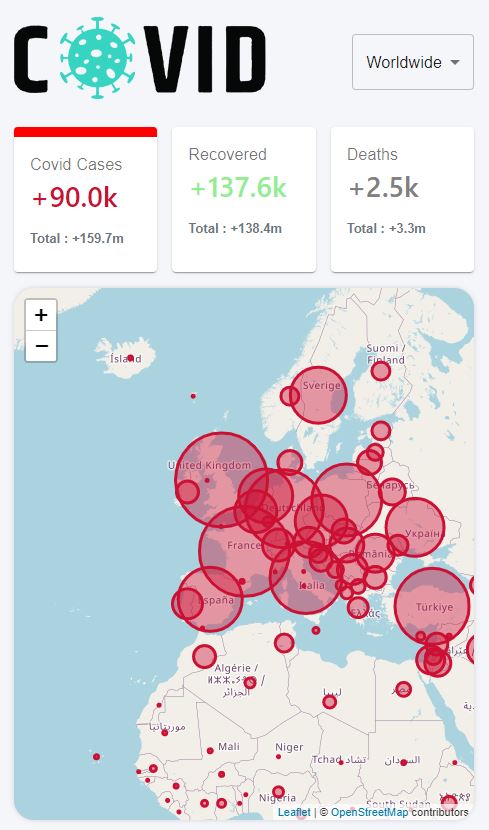 COVID
Worldwide
Covid Cases
+90.0k
Total : +159.7m
Recovered
+137.6k
Total : +138.4m
Deaths
+2.5k
Total : +3.3m
+
−
Ísland
Suomi /
Finland
Sverige
United Kingdom
Deutschland
Беларусь
Україна
France
România
Italia
España
Ελλάς
Türkiye
Algérie /
ⵍⵣⵣⴰⵢⴻⵔ /
الجزائر
ليبيا
مصر
موريتانيا
Mali
Niger
Tchad تشاد
السودان
Nigeria
South Sudan
Leaflet | © OpenStreetMap contributors